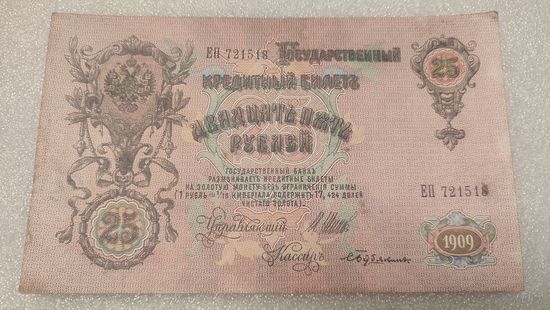 ЕП 721518 Государственный 25
Кредитный Билетъ
Двадцать пять
рублей
Государственный Банкъ
размѣниваетъ кредитные билеты
на золотую монету безъ ограниченія суммы
(1 рубль = 1/15 имперіала, содержитъ 17,424 долей
чистаго золота).
ЕП 721518
Управляющій
Кассиръ
25
1909